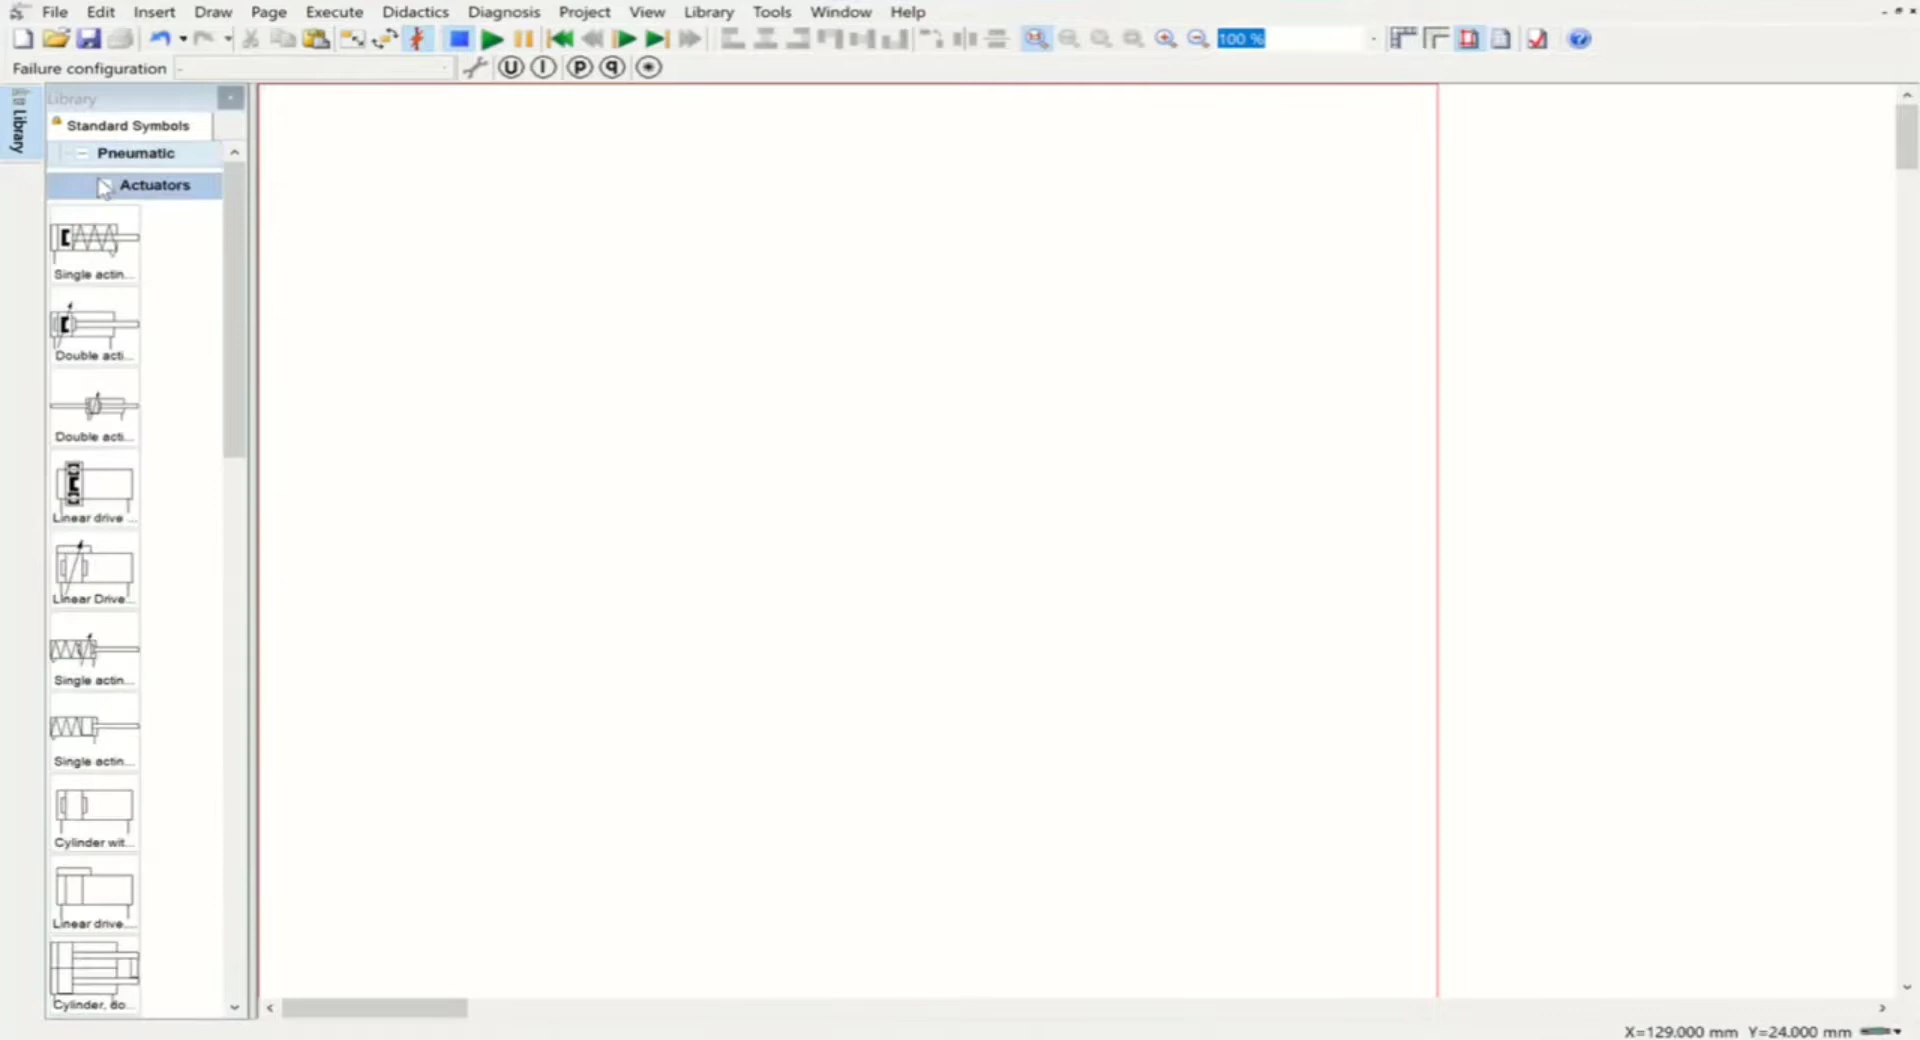 File Edit Insert Draw Page Execute Didactics Diagnosis Project View Library Tools Window Help
100 %
Failure configuration -
U I p q
Library
Library
Standard Symbols
Pneumatic
Actuators
Single actin...
Double acti...
Double acti...
Linear drive ...
Linear Drive...
Single actin...
Single actin...
Cylinder wit...
Linear drive...
Cylinder, do...
X=129.000 mm Y=24.000 mm